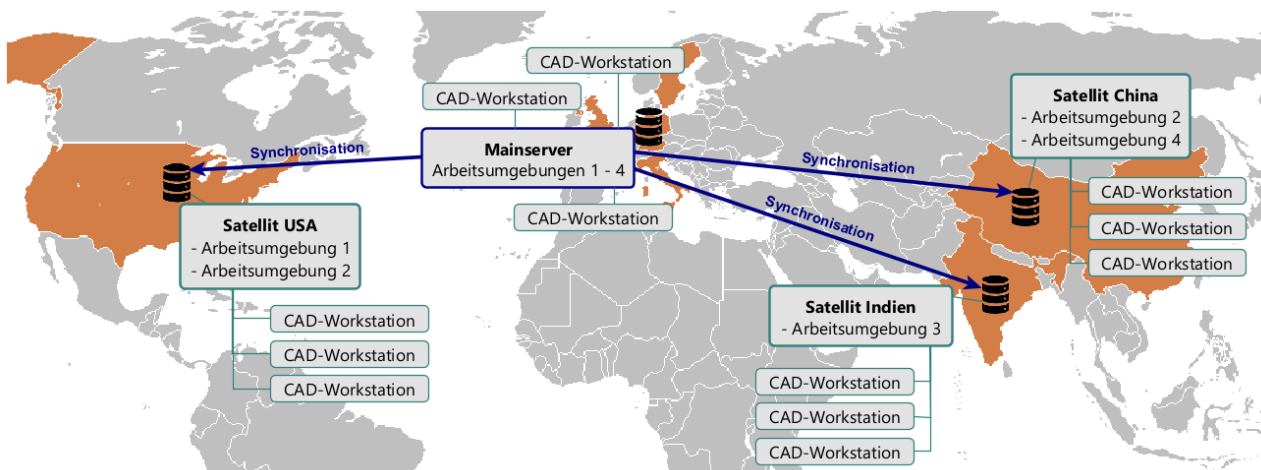 CAD-Workstation
CAD-Workstation
Mainserver
Arbeitsumgebungen 1 - 4
CAD-Workstation
Synchronisation
Satellit USA
- Arbeitsumgebung 1
- Arbeitsumgebung 2
CAD-Workstation
CAD-Workstation
CAD-Workstation
Synchronisation
Satellit China
- Arbeitsumgebung 2
- Arbeitsumgebung 4
CAD-Workstation
CAD-Workstation
CAD-Workstation
Synchronisation
Satellit Indien
- Arbeitsumgebung 3
CAD-Workstation
CAD-Workstation
CAD-Workstation